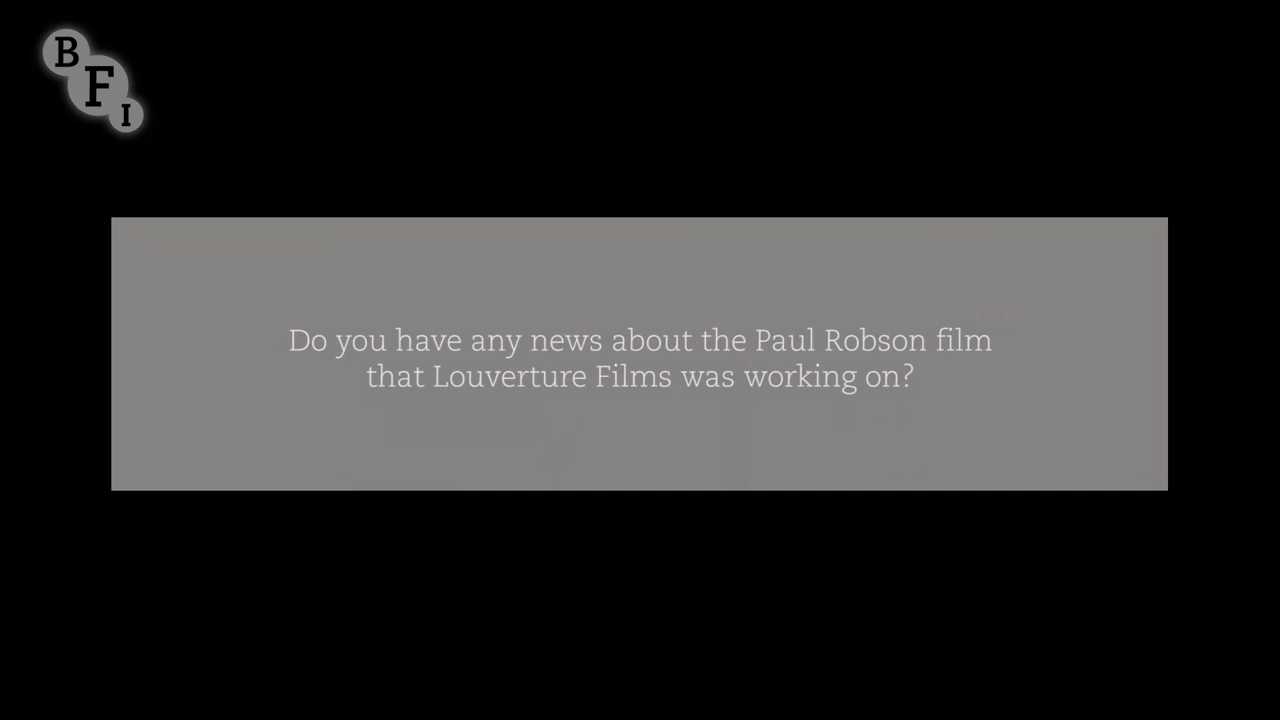 BFI
Do you have any news about the Paul Robson film
that Louverture Films was working on?